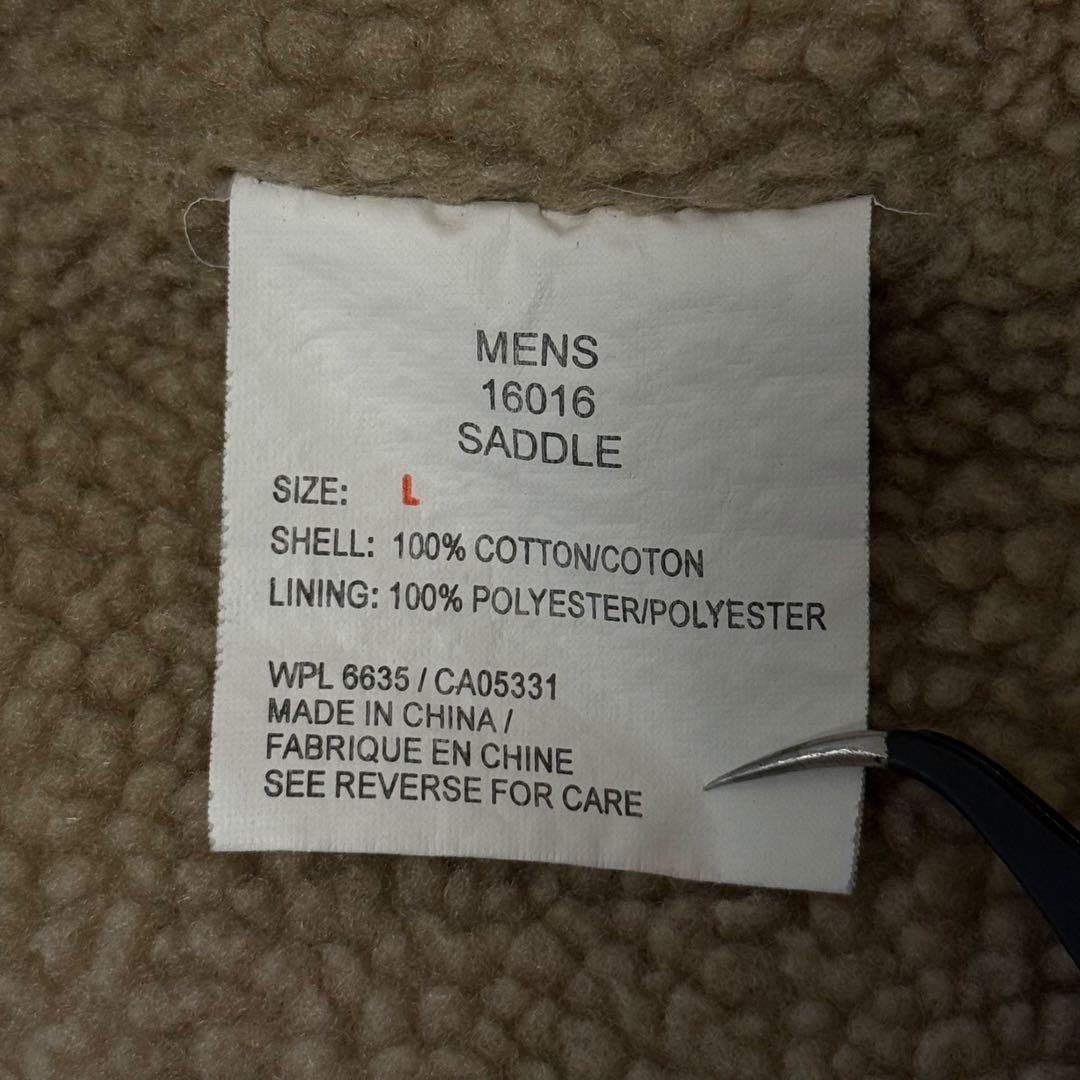 MENS
16016
SADDLE
SIZE: L
SHELL: 100% COTTON/COTON
LINING: 100% POLYESTER/POLYESTER
WPL 6635 / CA05331
MADE IN CHINA /
FABRIQUE EN CHINE
SEE REVERSE FOR CARE